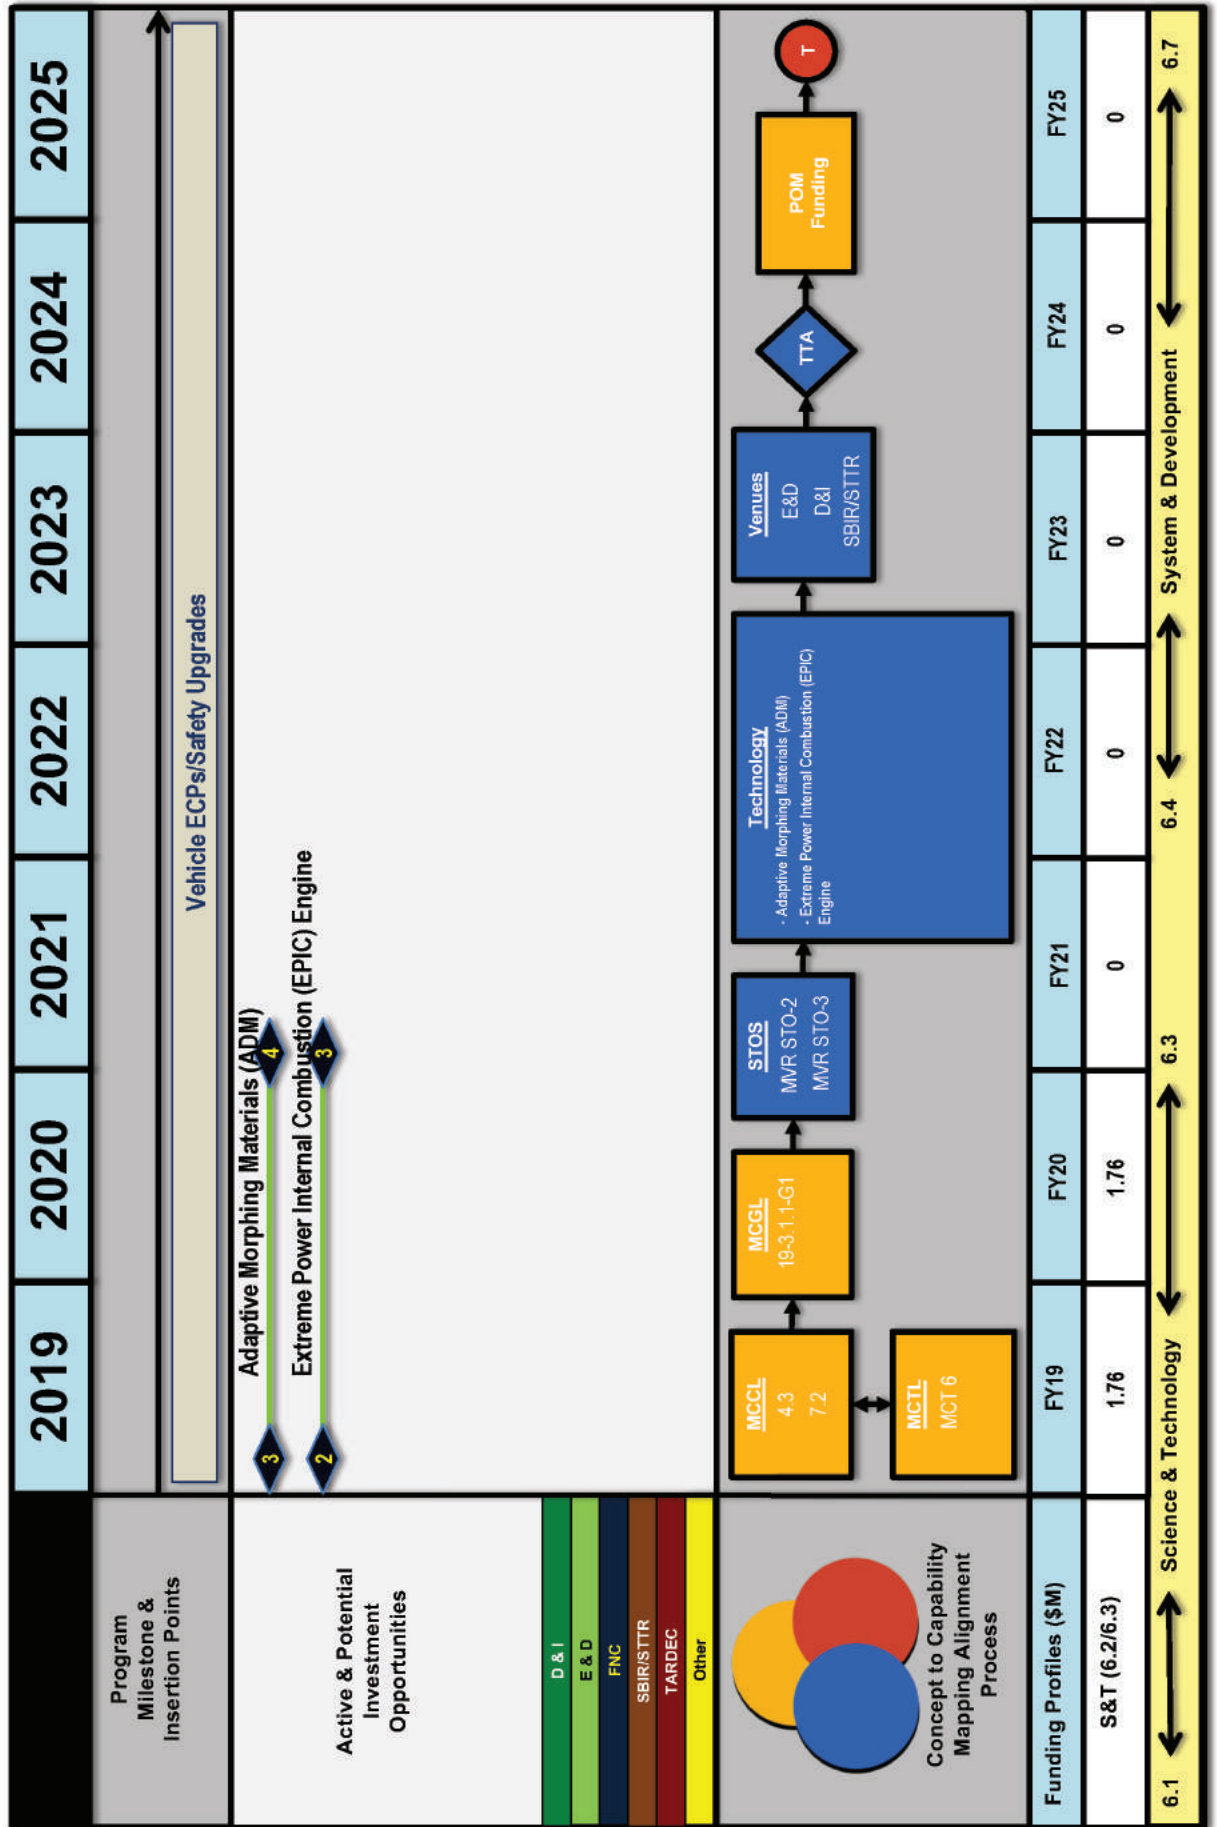 2019
2020
2021
2022
2023
2024
2025
Program
Milestone &
Insertion Points
Vehicle ECPs/Safety Upgrades
Active & Potential
Investment
Opportunities
Adaptive Morphing Materials (ADM)
3
4
Extreme Power Internal Combustion (EPIC) Engine
2
3
D & I
E & D
FNC
SBIR/STTR
TARDEC
Other
Concept to Capability
Mapping Alignment
Process
MCCL
4.3
7.2
MCTL
MCT 6
MCGL
19-3.1.1-G1
STOS
MVR STO-2
MVR STO-3
Technology
- Adaptive Morphing Materials (ADM)
- Extreme Power Internal Combustion (EPIC)
Engine
Venues
E&D
D&I
SBIR/STTR
TTA
POM
Funding
T
Funding Profiles ($M)
FY19
FY20
FY21
FY22
FY23
FY24
FY25
S&T (6.2/6.3)
1.76
1.76
0
0
0
0
0
6.1
Science & Technology
6.3
6.4
System & Development
6.7